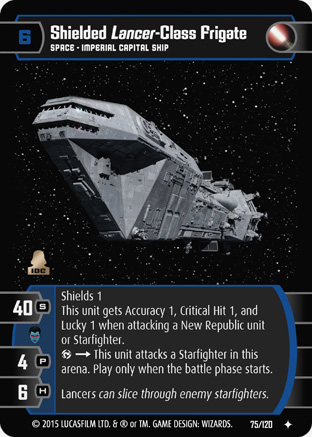 6
Shielded Lancer-Class Frigate
SPACE • IMPERIAL CAPITAL SHIP
IDC
40 S
4 P
6 H
Shields 1
This unit gets Accuracy 1, Critical Hit 1, and
Lucky 1 when attacking a New Republic unit
or Starfighter.
→ This unit attacks a Starfighter in this
arena. Play only when the battle phase starts.
Lancers can slice through enemy starfighters.
© 2015 LUCASFILM LTD. & ® or TM. GAME DESIGN: WIZARDS.
75/120